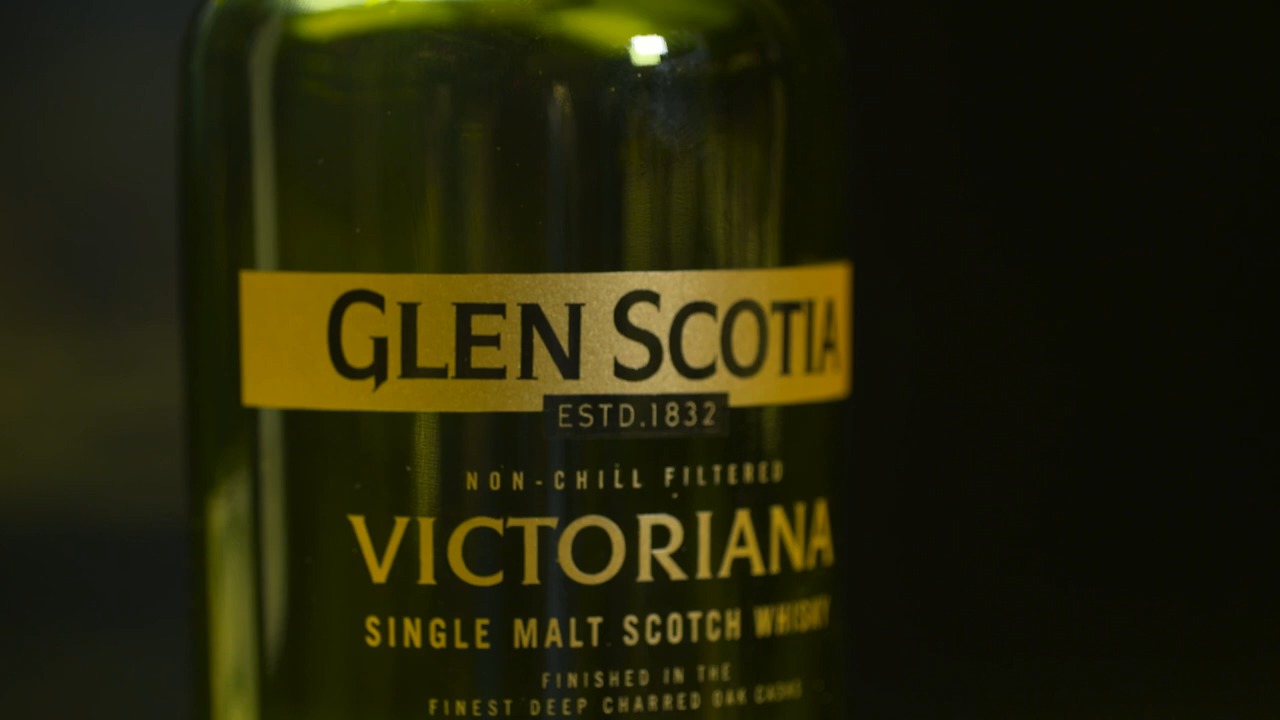 GLEN SCOTIA
ESTD.1832
NON-CHILL FILTERED
VICTORIANA
SINGLE MALT SCOTCH WHISKY
FINISHED IN THE
FINEST DEEP CHARRED OAK CASKS